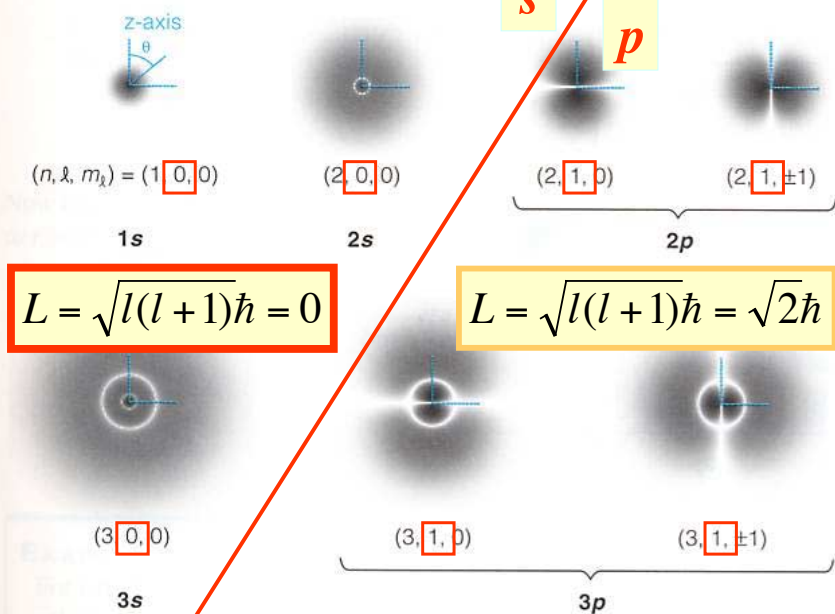 s
p
z-axis
θ
(n, ℓ, mℓ) = (1, 0, 0)
(2, 0, 0)
(2, 1, 0)
(2, 1, ±1)
1s
2s
2p
L = √l(l + 1)ħ = 0
L = √l(l + 1)ħ = √2ħ
(3, 0, 0)
(3, 1, 0)
(3, 1, ±1)
3s
3p